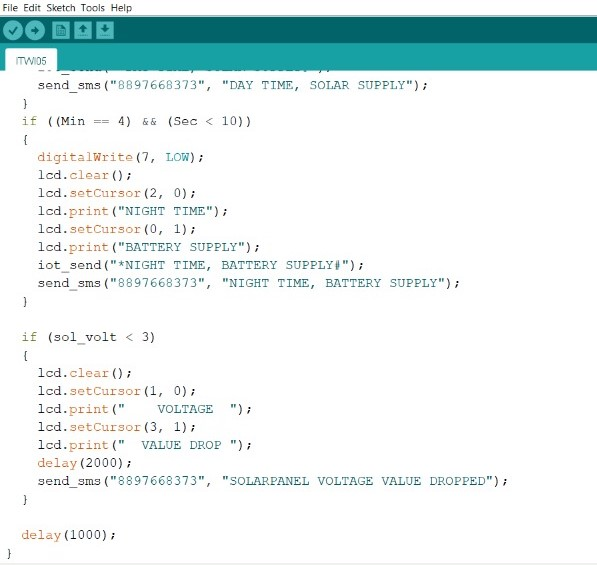 File Edit Sketch Tools Help
ITWI05
send_sms("8897668373", "DAY TIME, SOLAR SUPPLY");
}
if ((Min == 4) && (Sec < 10))
{
digitalWrite(7, LOW);
lcd.clear();
lcd.setCursor(2, 0);
lcd.print("NIGHT TIME");
lcd.setCursor(0, 1);
lcd.print("BATTERY SUPPLY");
iot_send("*NIGHT TIME, BATTERY SUPPLY#");
send_sms("8897668373", "NIGHT TIME, BATTERY SUPPLY");
}
if (sol_volt < 3)
{
lcd.clear();
lcd.setCursor(1, 0);
lcd.print("    VOLTAGE  ");
lcd.setCursor(3, 1);
lcd.print("  VALUE DROP ");
delay(2000);
send_sms("8897668373", "SOLARPANEL VOLTAGE VALUE DROPPED");
}
delay(1000);
}